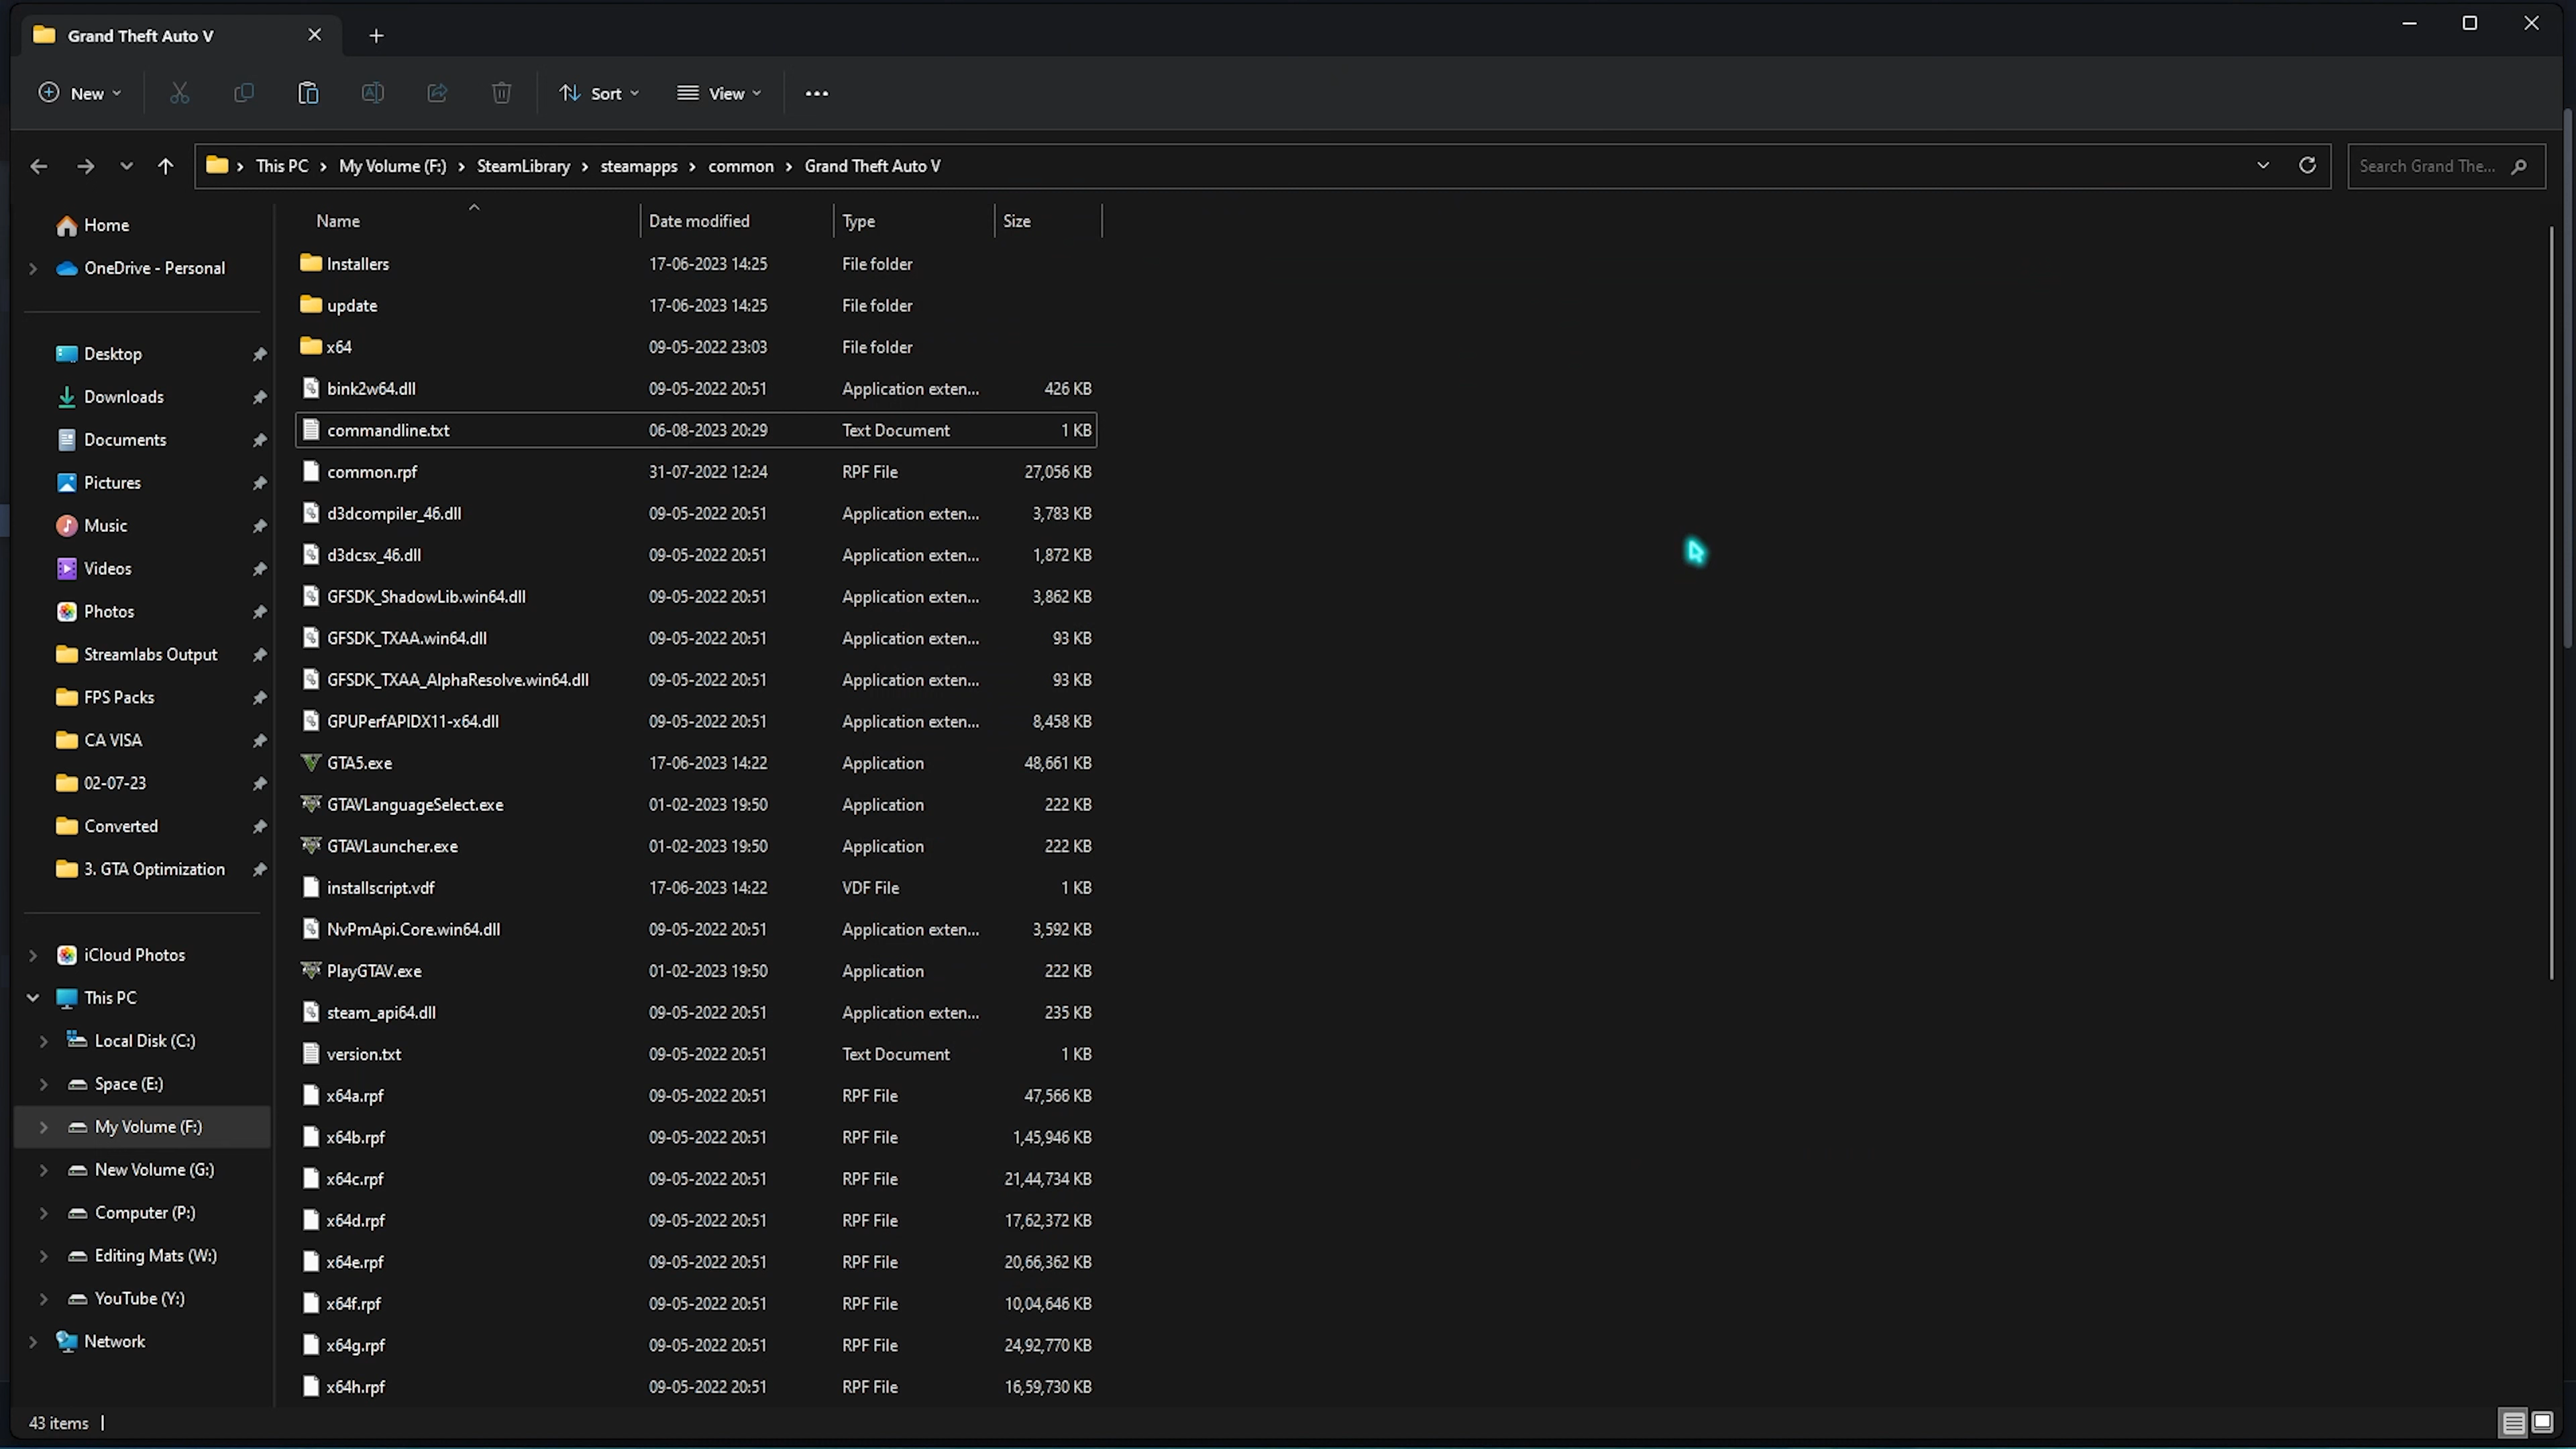 Grand Theft Auto V
New
Sort
View
This PC > My Volume (F:) > SteamLibrary > steamapps > common > Grand Theft Auto V
Search Grand The...
Home
OneDrive - Personal
Desktop
Downloads
Documents
Pictures
Music
Videos
Photos
Streamlabs Output
FPS Packs
CA VISA
02-07-23
Converted
3. GTA Optimization
iCloud Photos
This PC
Local Disk (C:)
Space (E:)
My Volume (F:)
New Volume (G:)
Computer (P:)
Editing Mats (W:)
YouTube (Y:)
Network
Name Date modified Type Size
Installers 17-06-2023 14:25 File folder
update 17-06-2023 14:25 File folder
x64 09-05-2022 23:03 File folder
bink2w64.dll 09-05-2022 20:51 Application exten... 426 KB
commandline.txt 06-08-2023 20:29 Text Document 1 KB
common.rpf 31-07-2022 12:24 RPF File 27,056 KB
d3dcompiler_46.dll 09-05-2022 20:51 Application exten... 3,783 KB
d3dcsx_46.dll 09-05-2022 20:51 Application exten... 1,872 KB
GFSDK_ShadowLib.win64.dll 09-05-2022 20:51 Application exten... 3,862 KB
GFSDK_TXAA.win64.dll 09-05-2022 20:51 Application exten... 93 KB
GFSDK_TXAA_AlphaResolve.win64.dll 09-05-2022 20:51 Application exten... 93 KB
GPUPerfAPIDX11-x64.dll 09-05-2022 20:51 Application exten... 8,458 KB
GTA5.exe 17-06-2023 14:22 Application 48,661 KB
GTAVLanguageSelect.exe 01-02-2023 19:50 Application 222 KB
GTAVLauncher.exe 01-02-2023 19:50 Application 222 KB
installscript.vdf 17-06-2023 14:22 VDF File 1 KB
NvPmApi.Core.win64.dll 09-05-2022 20:51 Application exten... 3,592 KB
PlayGTAV.exe 01-02-2023 19:50 Application 222 KB
steam_api64.dll 09-05-2022 20:51 Application exten... 235 KB
version.txt 09-05-2022 20:51 Text Document 1 KB
x64a.rpf 09-05-2022 20:51 RPF File 47,566 KB
x64b.rpf 09-05-2022 20:51 RPF File 1,45,946 KB
x64c.rpf 09-05-2022 20:51 RPF File 21,44,734 KB
x64d.rpf 09-05-2022 20:51 RPF File 17,62,372 KB
x64e.rpf 09-05-2022 20:51 RPF File 20,66,362 KB
x64f.rpf 09-05-2022 20:51 RPF File 10,04,646 KB
x64g.rpf 09-05-2022 20:51 RPF File 24,92,770 KB
x64h.rpf 09-05-2022 20:51 RPF File 16,59,730 KB
43 items